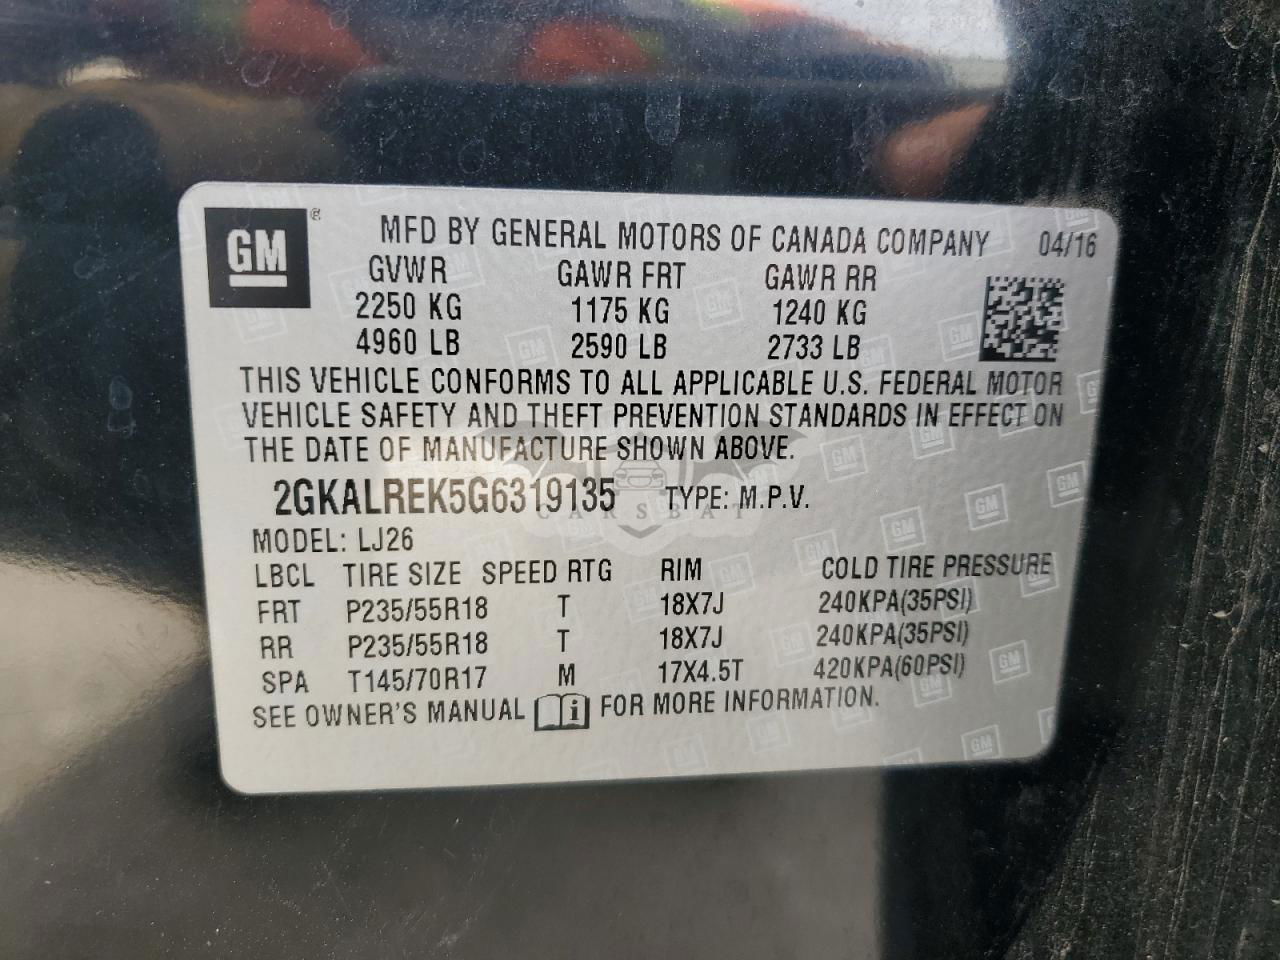 GM ®
MFD BY GENERAL MOTORS OF CANADA COMPANY 04/16
GVWR GAWR FRT GAWR RR
2250 KG 1175 KG 1240 KG
4960 LB 2590 LB 2733 LB
THIS VEHICLE CONFORMS TO ALL APPLICABLE U.S. FEDERAL MOTOR
VEHICLE SAFETY AND THEFT PREVENTION STANDARDS IN EFFECT ON
THE DATE OF MANUFACTURE SHOWN ABOVE.
2GKALREK5G6319135 TYPE: M.P.V.
CARSBAT
MODEL: LJ26
LBCL TIRE SIZE SPEED RTG RIM COLD TIRE PRESSURE
FRT P235/55R18 T 18X7J 240KPA(35PSI)
RR P235/55R18 T 18X7J 240KPA(35PSI)
SPA T145/70R17 M 17X4.5T 420KPA(60PSI)
SEE OWNER'S MANUAL i FOR MORE INFORMATION.